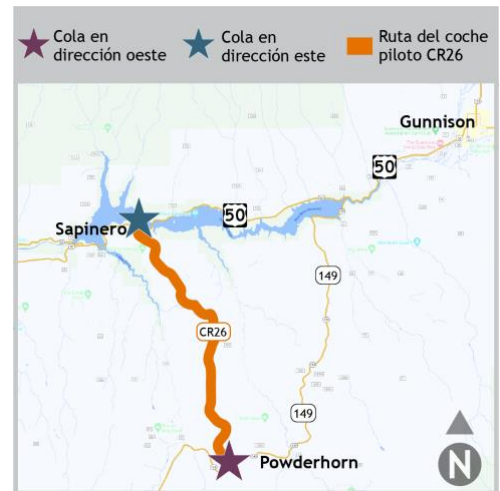 Cola en
dirección oeste
Cola en
dirección este
Ruta del coche
piloto CR26
Gunnison
50
Sapinero
50
149
CR26
149
Powderhorn
N